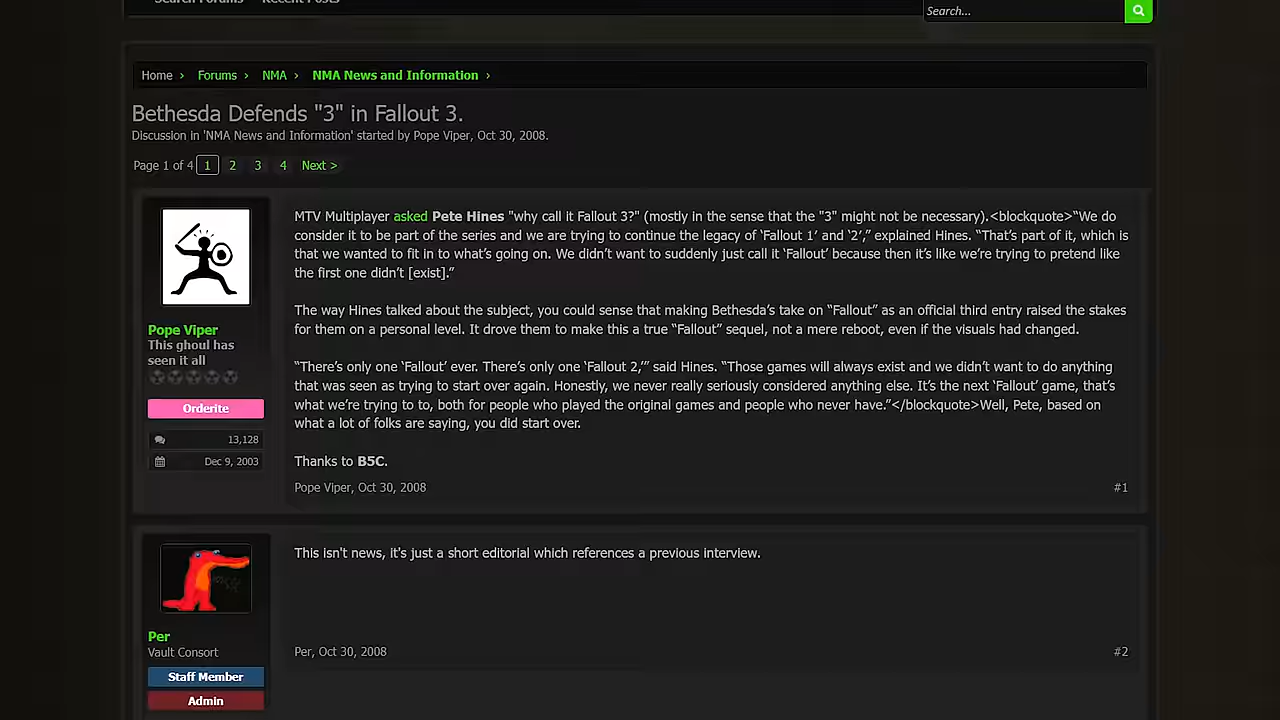 Search Forums Recent Posts
Search...
Home › Forums › NMA › NMA News and Information ›
Bethesda Defends "3" in Fallout 3.
Discussion in 'NMA News and Information' started by Pope Viper, Oct 30, 2008.
Page 1 of 4 1 2 3 4 Next >
MTV Multiplayer asked Pete Hines "why call it Fallout 3?" (mostly in the sense that the "3" might not be necessary).<blockquote>“We do
consider it to be part of the series and we are trying to continue the legacy of ‘Fallout 1′ and ‘2’,” explained Hines. “That’s part of it, which is
that we wanted to fit in to what’s going on. We didn’t want to suddenly just call it ‘Fallout’ because then it’s like we’re trying to pretend like
the first one didn’t [exist].”
The way Hines talked about the subject, you could sense that making Bethesda’s take on “Fallout” as an official third entry raised the stakes
for them on a personal level. It drove them to make this a true “Fallout” sequel, not a mere reboot, even if the visuals had changed.
“There’s only one ‘Fallout’ ever. There’s only one ‘Fallout 2,’” said Hines. “Those games will always exist and we didn’t want to do anything
that was seen as trying to start over again. Honestly, we never really seriously considered anything else. It’s the next ‘Fallout’ game, that’s
what we’re trying to to, both for people who played the original games and people who never have.”</blockquote>Well, Pete, based on
what a lot of folks are saying, you did start over.
Thanks to B5C.
Pope Viper, Oct 30, 2008 #1
Pope Viper
This ghoul has
seen it all
Orderite
13,128
Dec 9, 2003
This isn't news, it's just a short editorial which references a previous interview.
Per, Oct 30, 2008 #2
Per
Vault Consort
Staff Member
Admin